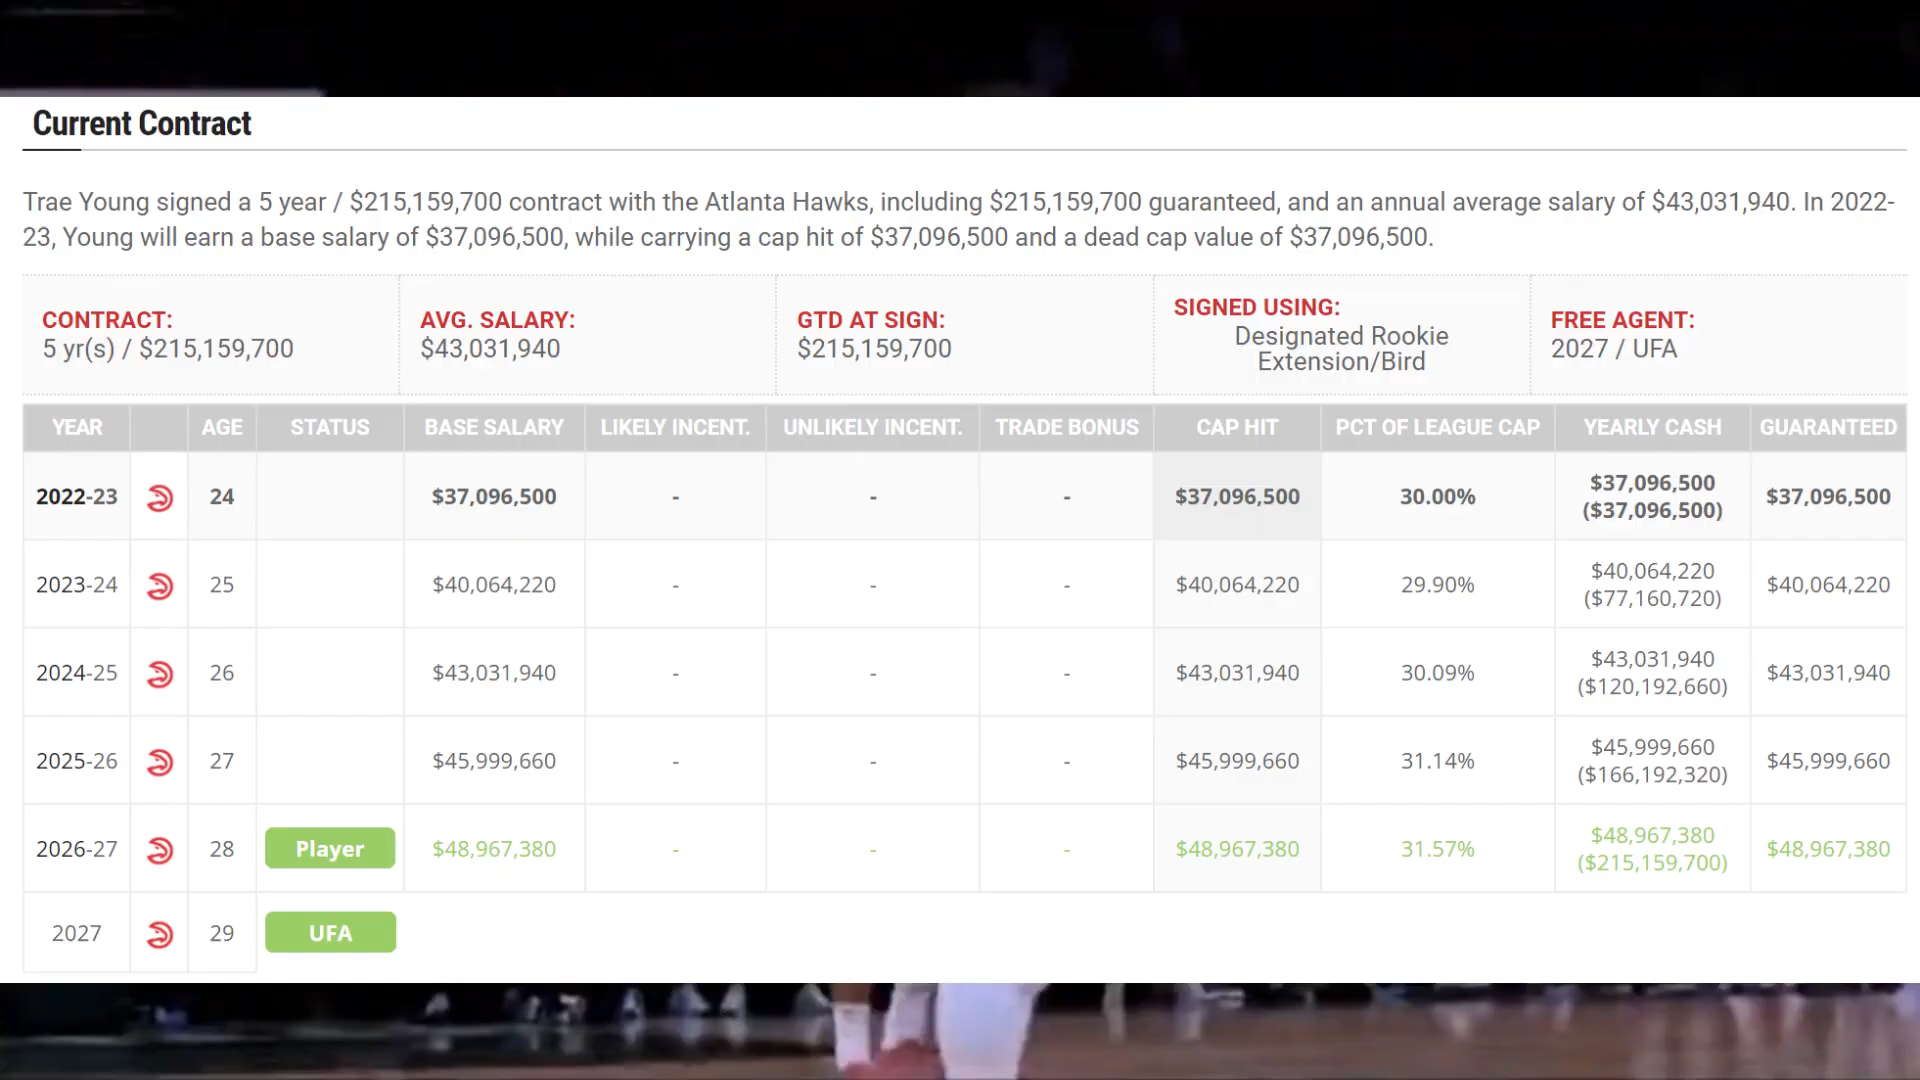 Current Contract
Trae Young signed a 5 year / $215,159,700 contract with the Atlanta Hawks, including $215,159,700 guaranteed, and an annual average salary of $43,031,940. In 2022-
23, Young will earn a base salary of $37,096,500, while carrying a cap hit of $37,096,500 and a dead cap value of $37,096,500.
CONTRACT: AVG. SALARY: GTD AT SIGN: SIGNED USING: FREE AGENT:
5 yr(s) / $215,159,700 $43,031,940 $215,159,700 Designated Rookie 2027 / UFA
Extension/Bird
YEAR AGE STATUS BASE SALARY LIKELY INCENT. UNLIKELY INCENT. TRADE BONUS CAP HIT PCT OF LEAGUE CAP YEARLY CASH GUARANTEED
2022-23 24 $37,096,500 - - - $37,096,500 30.00% $37,096,500 $37,096,500
($37,096,500)
2023-24 25 $40,064,220 - - - $40,064,220 29.90% $40,064,220 $40,064,220
($77,160,720)
2024-25 26 $43,031,940 - - - $43,031,940 30.09% $43,031,940 $43,031,940
($120,192,660)
2025-26 27 $45,999,660 - - - $45,999,660 31.14% $45,999,660 $45,999,660
($166,192,320)
2026-27 28 Player $48,967,380 - - - $48,967,380 31.57% $48,967,380 $48,967,380
($215,159,700)
2027 29 UFA